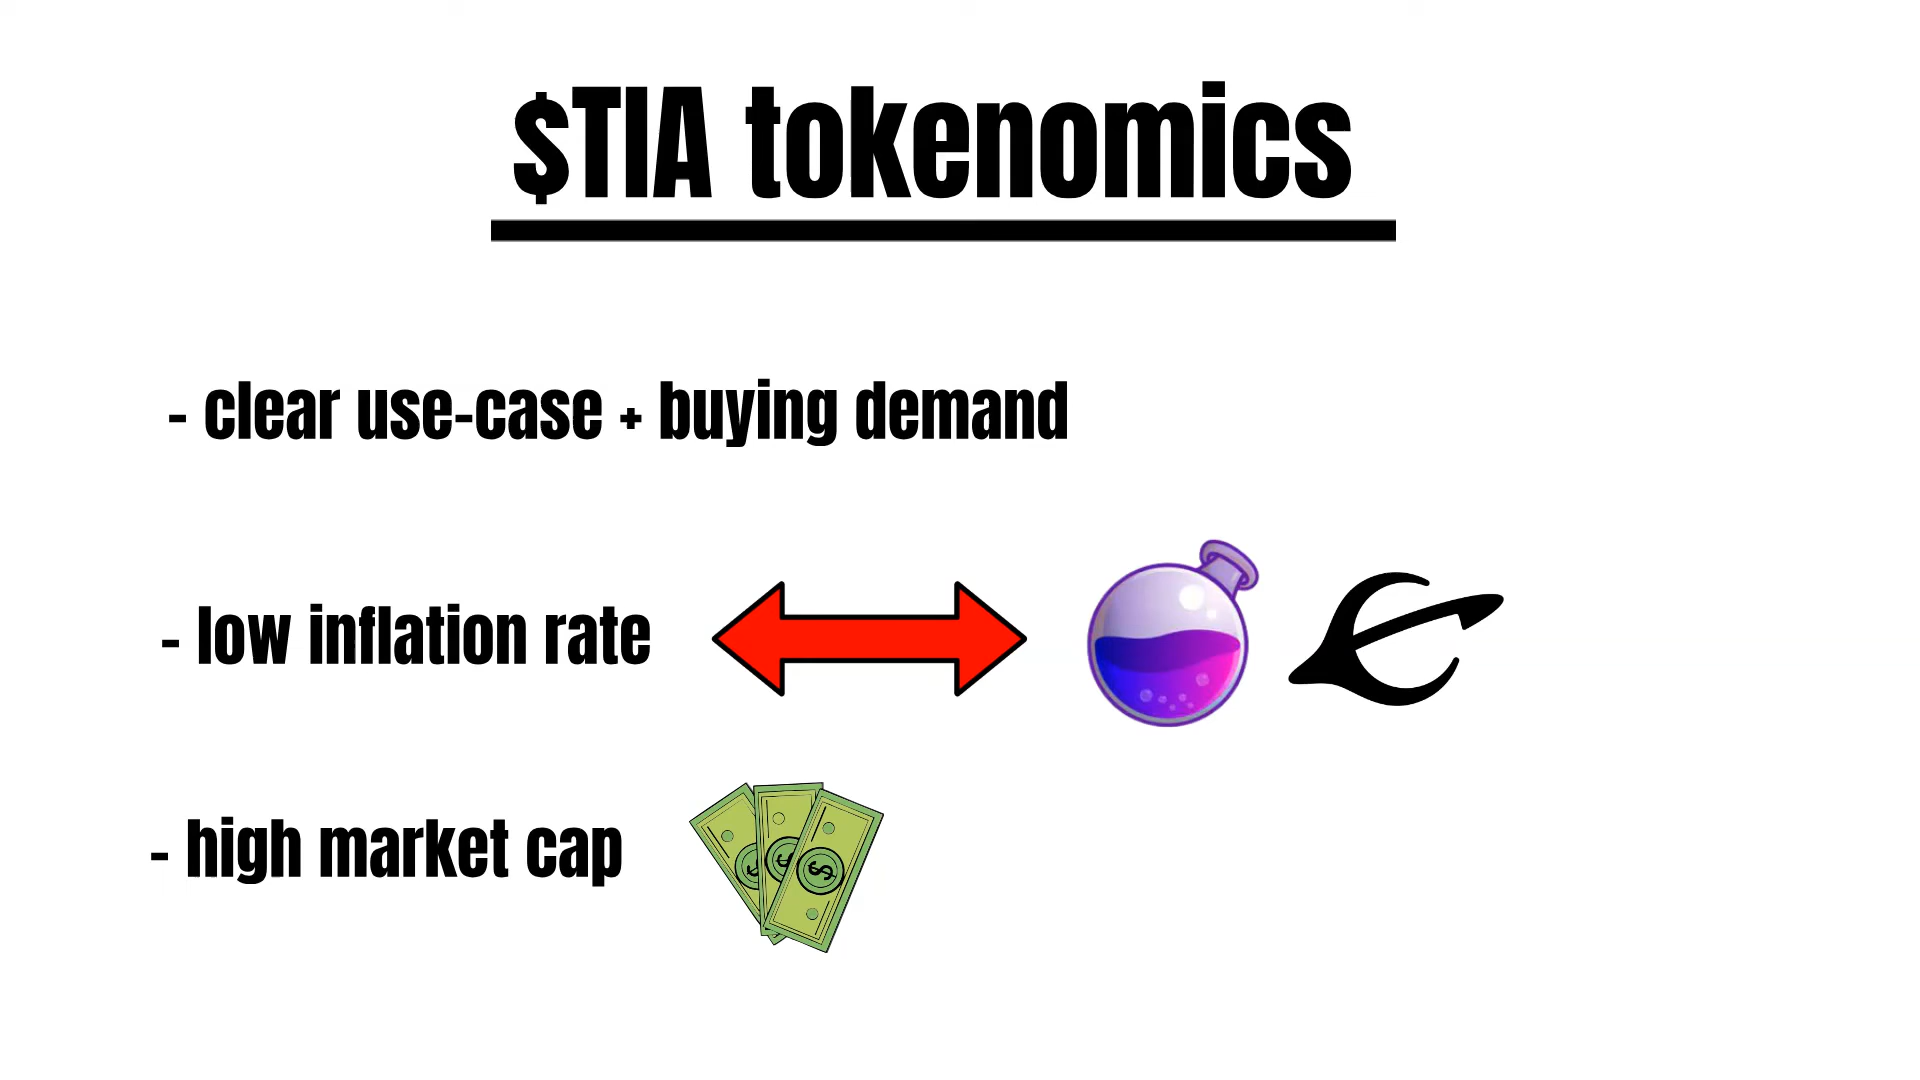 $TIA tokenomics
- clear use-case + buying demand
- low inflation rate
- high market cap